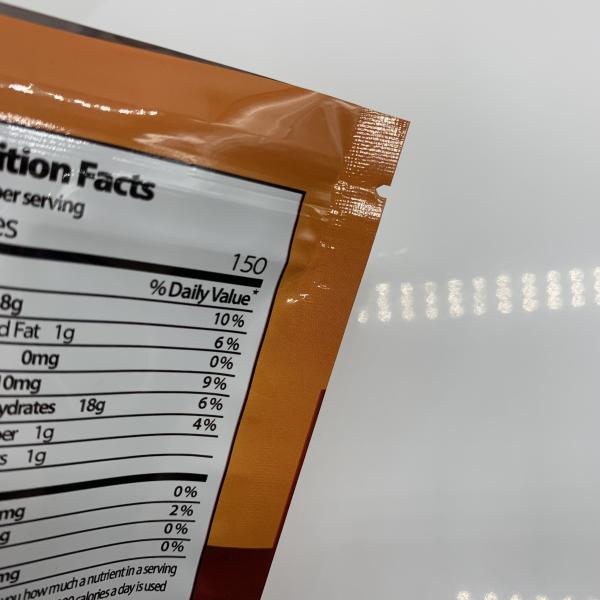 ition Facts
per serving
es
150
% Daily Value*
8g 10%
d Fat 1g 6%
0mg 0%
10mg 9%
ydrates 18g 6%
er 1g 4%
s 1g
0%
mg 2%
g 0%
0%
mg
you how much a nutrient in a serving
calories a day is used